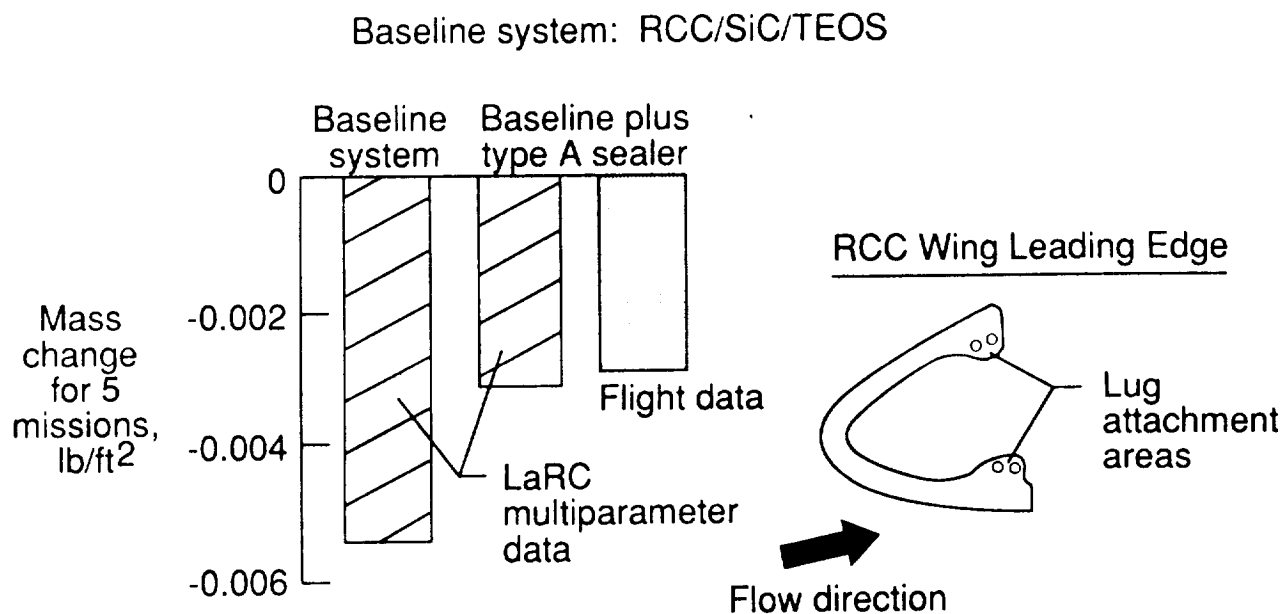 Baseline system: RCC/SiC/TEOS
Baseline
system
Baseline plus
type A sealer
0
-0.002
-0.004
-0.006
Mass
change
for 5
missions,
lb/ft2
Flight data
LaRC
multiparameter
data
RCC Wing Leading Edge
Lug
attachment
areas
Flow direction